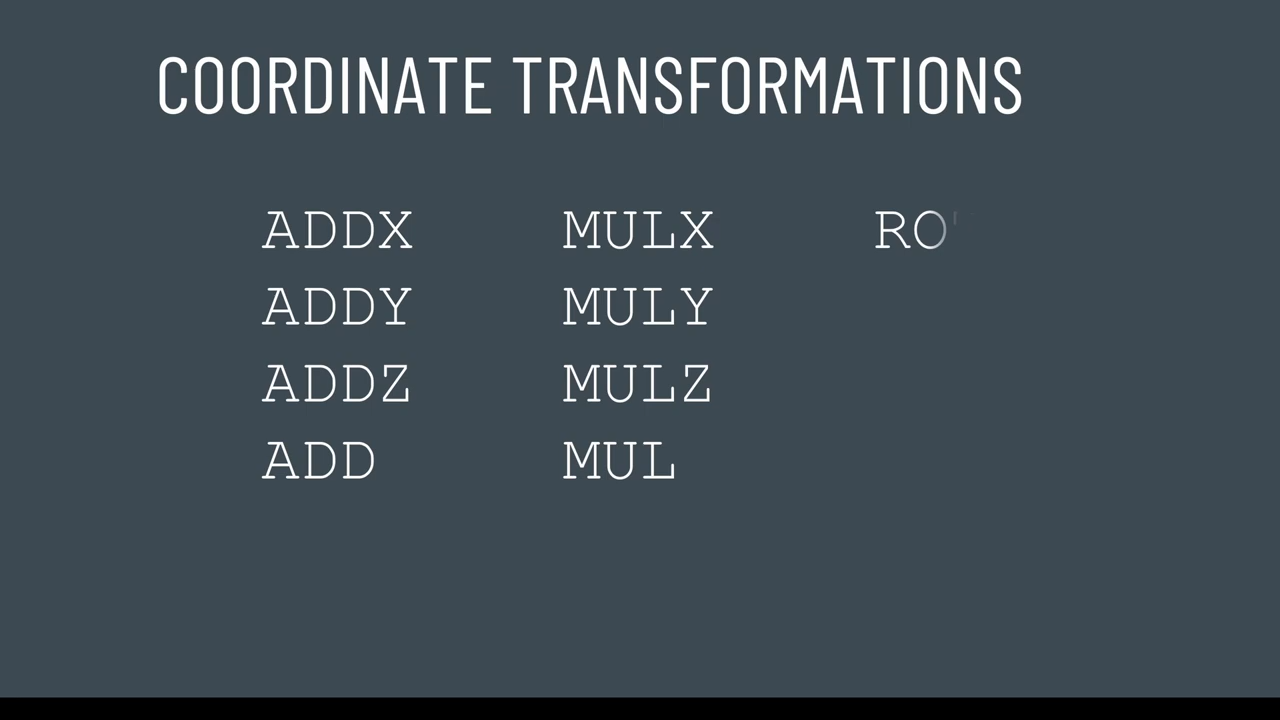 COORDINATE TRANSFORMATIONS
ADDX MULX
ADDY MULY
ADDZ MULZ
ADD MUL